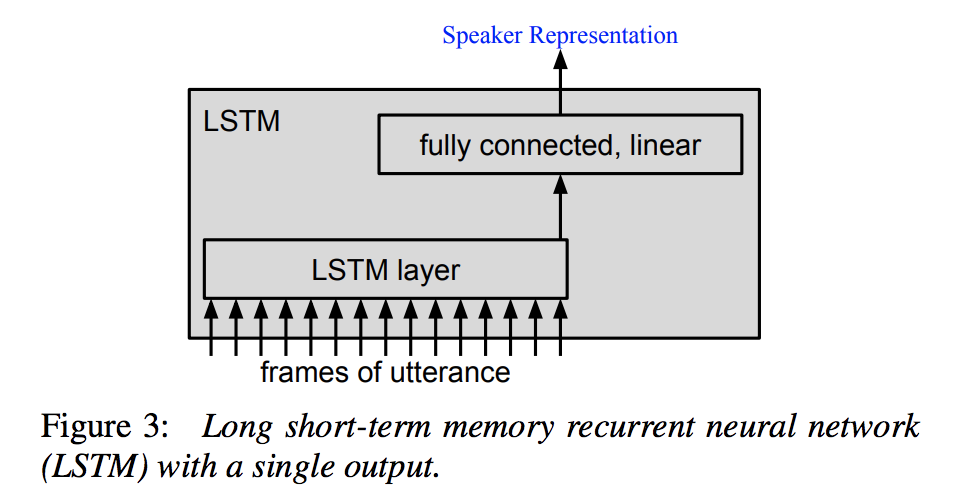 Speaker Representation
LSTM
fully connected, linear
LSTM layer
frames of utterance
Figure 3: Long short-term memory recurrent neural network
(LSTM) with a single output.